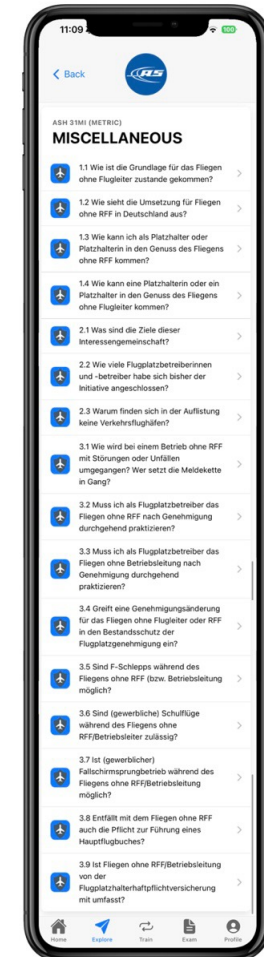 11:09
100
Back
RS
ASH 31MI (METRIC)
MISCELLANEOUS
1.1 Wie ist die Grundlage für das Fliegen
ohne Flugleiter zustande gekommen?
1.2 Wie sieht die Umsetzung für Fliegen
ohne RFF in Deutschland aus?
1.3 Wie kann ich als Platzhalter oder
Platzhalterin in den Genuss des Fliegens
ohne RFF kommen?
1.4 Wie kann eine Platzhalterin oder ein
Platzhalter in den Genuss des Fliegens
ohne Flugleiter kommen?
2.1 Was sind die Ziele dieser
Interessengemeinschaft?
2.2 Wie viele Flugplatzbetreiberinnen
und -betreiber habe sich bisher der
Initiative angeschlossen?
2.3 Warum finden sich in der Auflistung
keine Verkehrsflughäfen?
3.1 Wie wird bei einem Betrieb ohne RFF
mit Störungen oder Unfällen
umgegangen? Wer setzt die Meldekette
in Gang?
3.2 Muss ich als Flugplatzbetreiber das
Fliegen ohne RFF nach Genehmigung
durchgehend praktizieren?
3.3 Muss ich als Flugplatzbetreiber das
Fliegen ohne Betriebsleitung nach
Genehmigung durchgehend
praktizieren?
3.4 Greift eine Genehmigungsänderung
für das Fliegen ohne Flugleiter oder RFF
in den Bestandsschutz der
Flugplatzgenehmigung ein?
3.5 Sind F-Schlepps während des
Fliegens ohne RFF (bzw. Betriebsleitung
möglich?
3.6 Sind (gewerbliche) Schulflüge
während des Fliegens ohne
RFF/Betriebsleiter zulässig?
3.7 Ist (gewerblicher)
Fallschirmsprungbetrieb während des
Fliegens ohne RFF/Betriebsleitung
möglich?
3.8 Entfällt mit dem Fliegen ohne RFF
auch die Pflicht zur Führung eines
Hauptflugbuches?
3.9 Ist Fliegen ohne RFF/Betriebsleitung
von der
Flugplatzhalterhaftpflichtversicherung
mit umfasst?
Home Explore Train Exam Profile